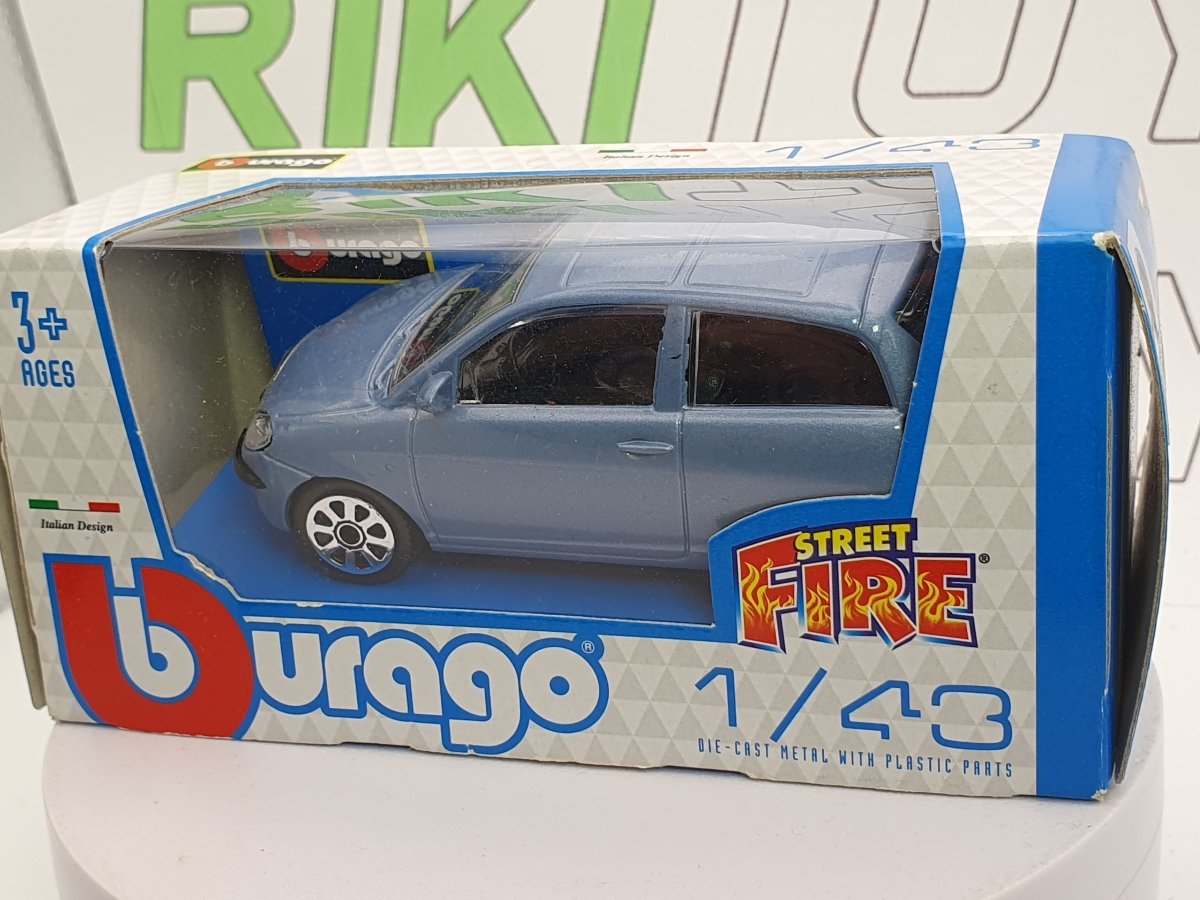 RIKITOY
burago
Italian Design
1/43
burago
3+
AGES
Italian Design
STREET
FIRE®
burago®
1/43
DIE-CAST METAL WITH PLASTIC PARTS